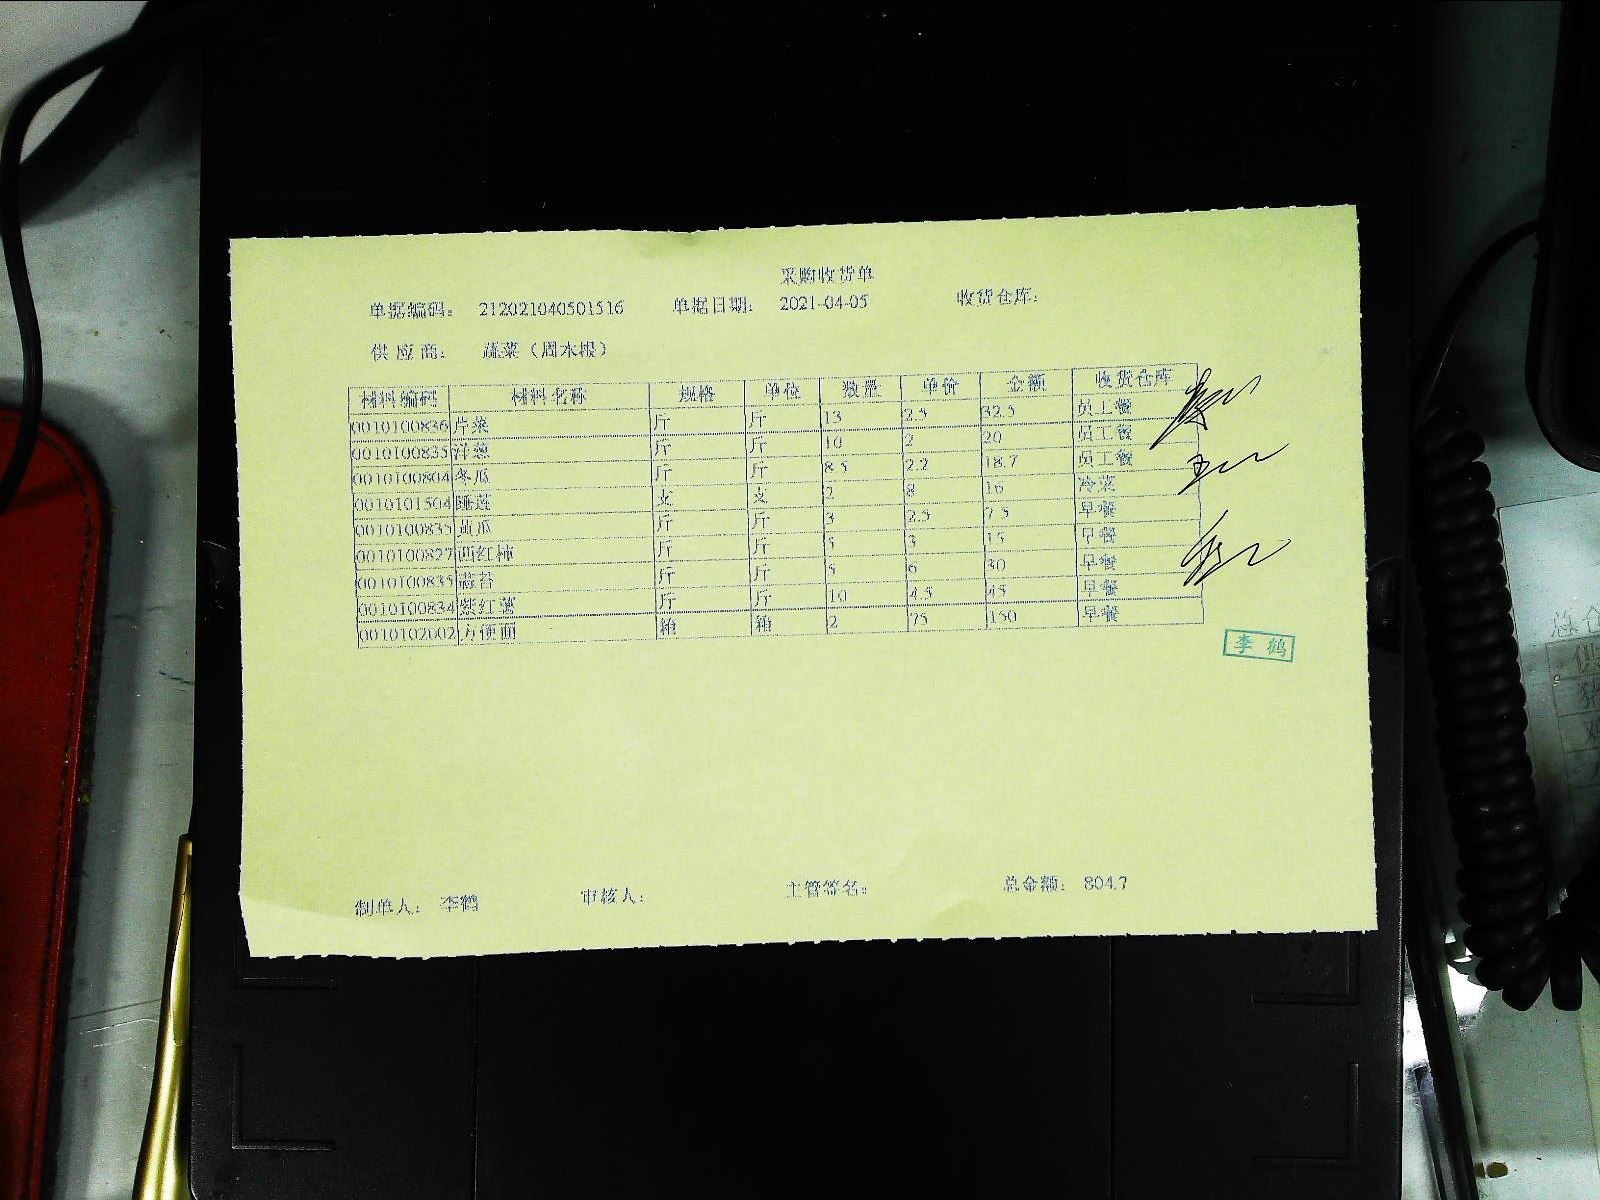 采购收货单
单据编码: 212021040501516 单据日期: 2021-04-05 收货仓库:
供应商: 蔬菜（周木根）
材料编码 材料名称 规格 单位 数量 单价 金额 收货仓库
0010100836 芹菜 斤 斤 13 2.5 32.5 员工餐
0010100835 洋葱 斤 斤 10 2 20 员工餐
0010100804 冬瓜 斤 斤 8.5 2.2 18.7 员工餐
0010101504 睡莲 支 支 2 8 16 冷菜
0010100835 黄瓜 斤 斤 3 2.5 7.5 早餐
0010100827 西红柿 斤 斤 5 3 15 早餐
0010100835 蒜苔 斤 斤 5 6 30 早餐
0010100834 紫红薯 斤 斤 10 4.5 45 早餐
0010102002 方便面 箱 箱 2 75 150 早餐
李鹤
制单人: 李鹤 审核人: 主管签名: 总金额: 804.7
总仓